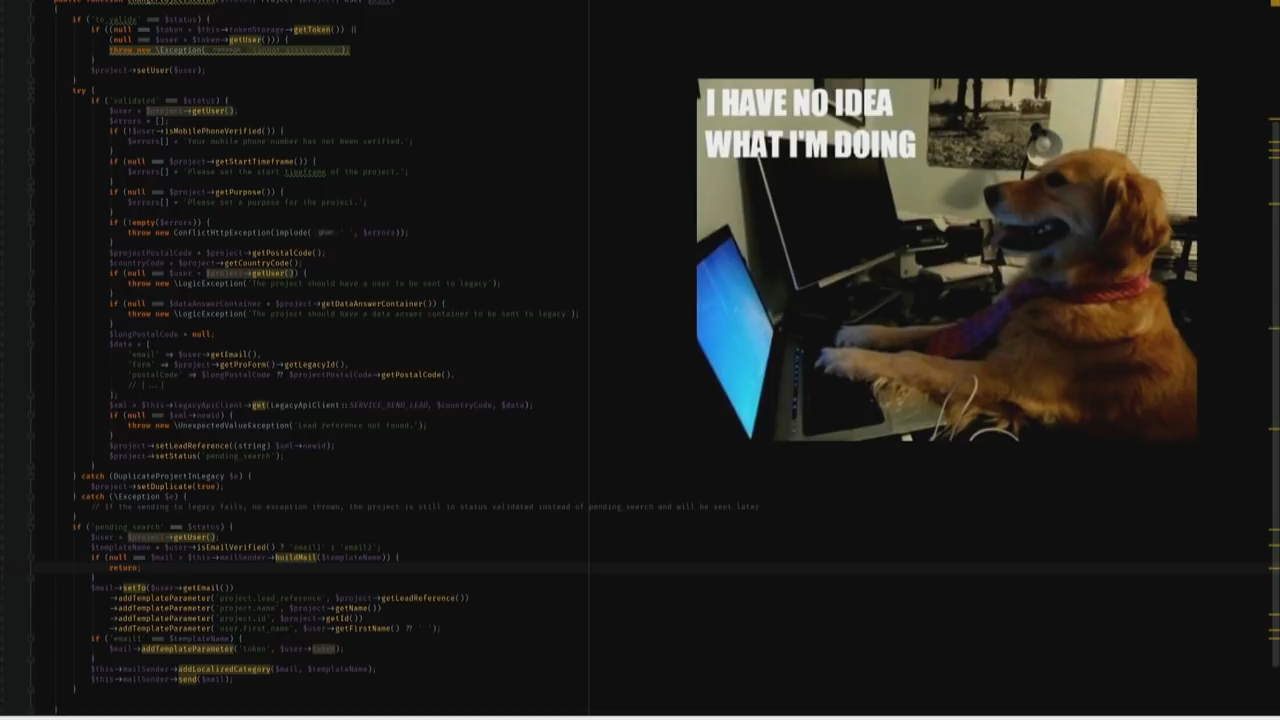 if ('to_valide' === $status) {
if ((null === $token = $this->tokenStorage->getToken()) ||
(null === $user = $token->getUser())) {
throw new \Exception(
}
$project->setUser($user);
}
try {
if ('validated' === $status) {
$user = $project->getUser();
$errors = [];
if (!$user->isMobilePhoneVerified()) {
$errors[] = 'Your mobile phone number has not been verified.';
}
if (null === $project->getStartTimeframe()) {
$errors[] = 'Please set the start timeframe of the project.';
}
if (null === $project->getPurpose()) {
$errors[] = 'Please set a purpose for the project.';
}
if (!empty($errors)) {
throw new ConflictHttpException(implode( glue: ' ', $errors));
}
$projectPostalCode = $project->getPostalCode();
$countryCode = $project->getCountryCode();
if (null === $user = $project->getUser()) {
throw new \LogicException('The project should have a user to be sent to legacy');
}
if (null === $dataAnswerContainer = $project->getDataAnswerContainer()) {
throw new \LogicException('The project should have a data answer container to be sent to legacy');
}
$longPostalCode = null;
$data = [
'email' => $user->getEmail(),
'form' => $project->getProForm()->getLegacyId(),
'postalCode' => $longPostalCode ?? $projectPostalCode->getPostalCode(),
// [...]
];
$xml = $this->legacyApiClient->get(LegacyApiClient::SERVICE_SEND_LEAD, $countryCode, $data);
if (null === $xml->newid) {
throw new \UnexpectedValueException('Lead reference not found.');
}
$project->setLeadReference((string) $xml->newid);
$project->setStatus('pending_search');
}
} catch (DuplicateProjectInLegacy $e) {
$project->setDuplicate(true);
} catch (\Exception $e) {
// If the sending to legacy fails, no exception thrown, the project is still in status validated instead of pending_search and will be sent later
}
if ('pending_search' === $status) {
$user = $project->getUser();
$templateName = $user->isEmailVerified() ? 'email1' : 'email2';
if (null === $mail = $this->mailSender->buildMail($templateName)) {
return;
}
$mail->setTo($user->getEmail())
->addTemplateParameter('project.lead_reference', $project->getLeadReference())
->addTemplateParameter('project.name', $project->getName())
->addTemplateParameter('project.id', $project->getId())
->addTemplateParameter('user.first_name', $user->getFirstName() ?? ' ');
if ('email1' === $templateName) {
$mail->addTemplateParameter('token', $user->token);
}
$this->mailSender->addLocalizedCategory($mail, $templateName);
$this->mailSender->send($mail);
}
}
I HAVE NO IDEA
WHAT I'M DOING